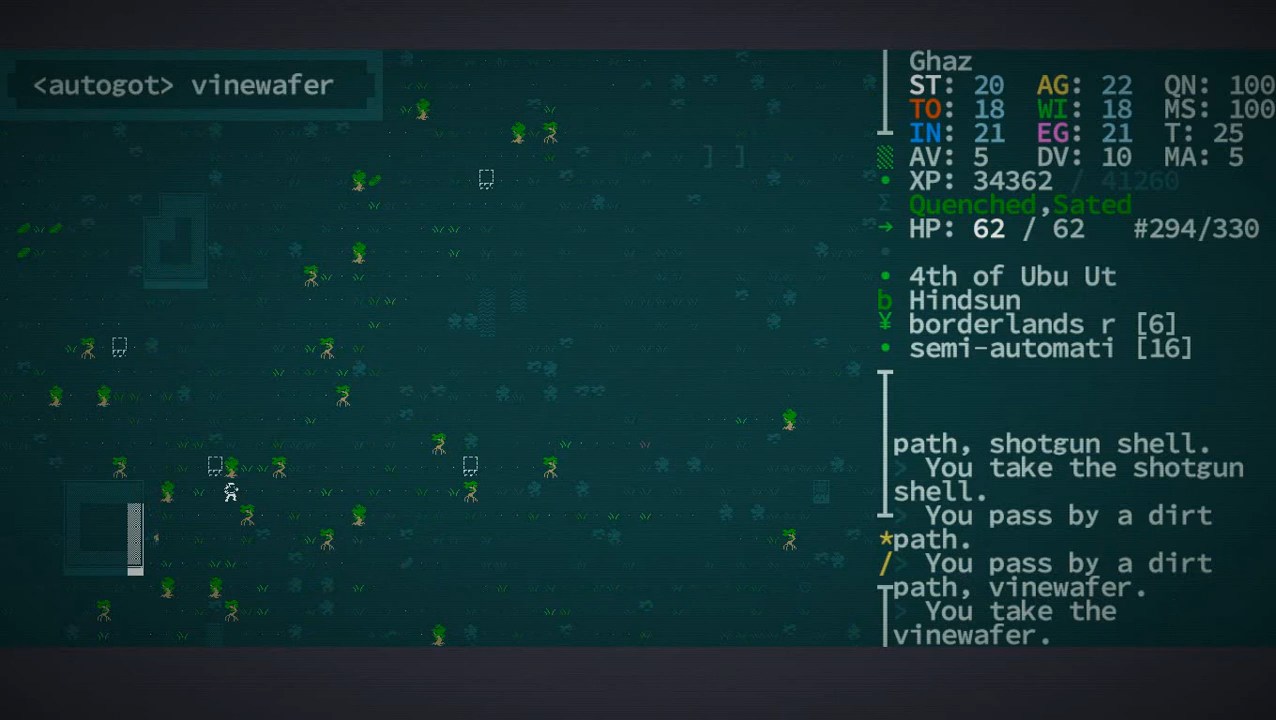 <autogot> vinewafer
Ghaz
ST: 20 AG: 22 QN: 100
TO: 18 WI: 18 MS: 100
IN: 21 EG: 21 T: 25
AV: 5 DV: 10 MA: 5
XP: 34362 / 41260
Quenched,Sated
HP: 62 / 62 #294/330
4th of Ubu Ut
Hindsun
borderlands r [6]
semi-automati [16]
path, shotgun shell.
> You take the shotgun
shell.
> You pass by a dirt
path.
> You pass by a dirt
path, vinewafer.
> You take the
vinewafer.